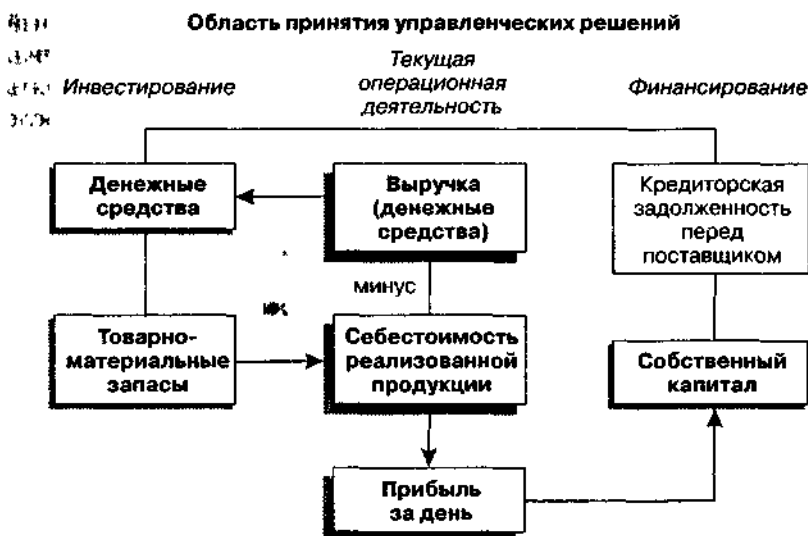 Область принятия управленческих решений
Инвестирование
Текущая
операционная
деятельность
Финансирование
Денежные
средства
Выручка
(денежные
средства)
Кредиторская
задолженность
перед
поставщиком
минус
Товарно-
материальные
запасы
Себестоимость
реализованной
продукции
Собственный
капитал
Прибыль
за день